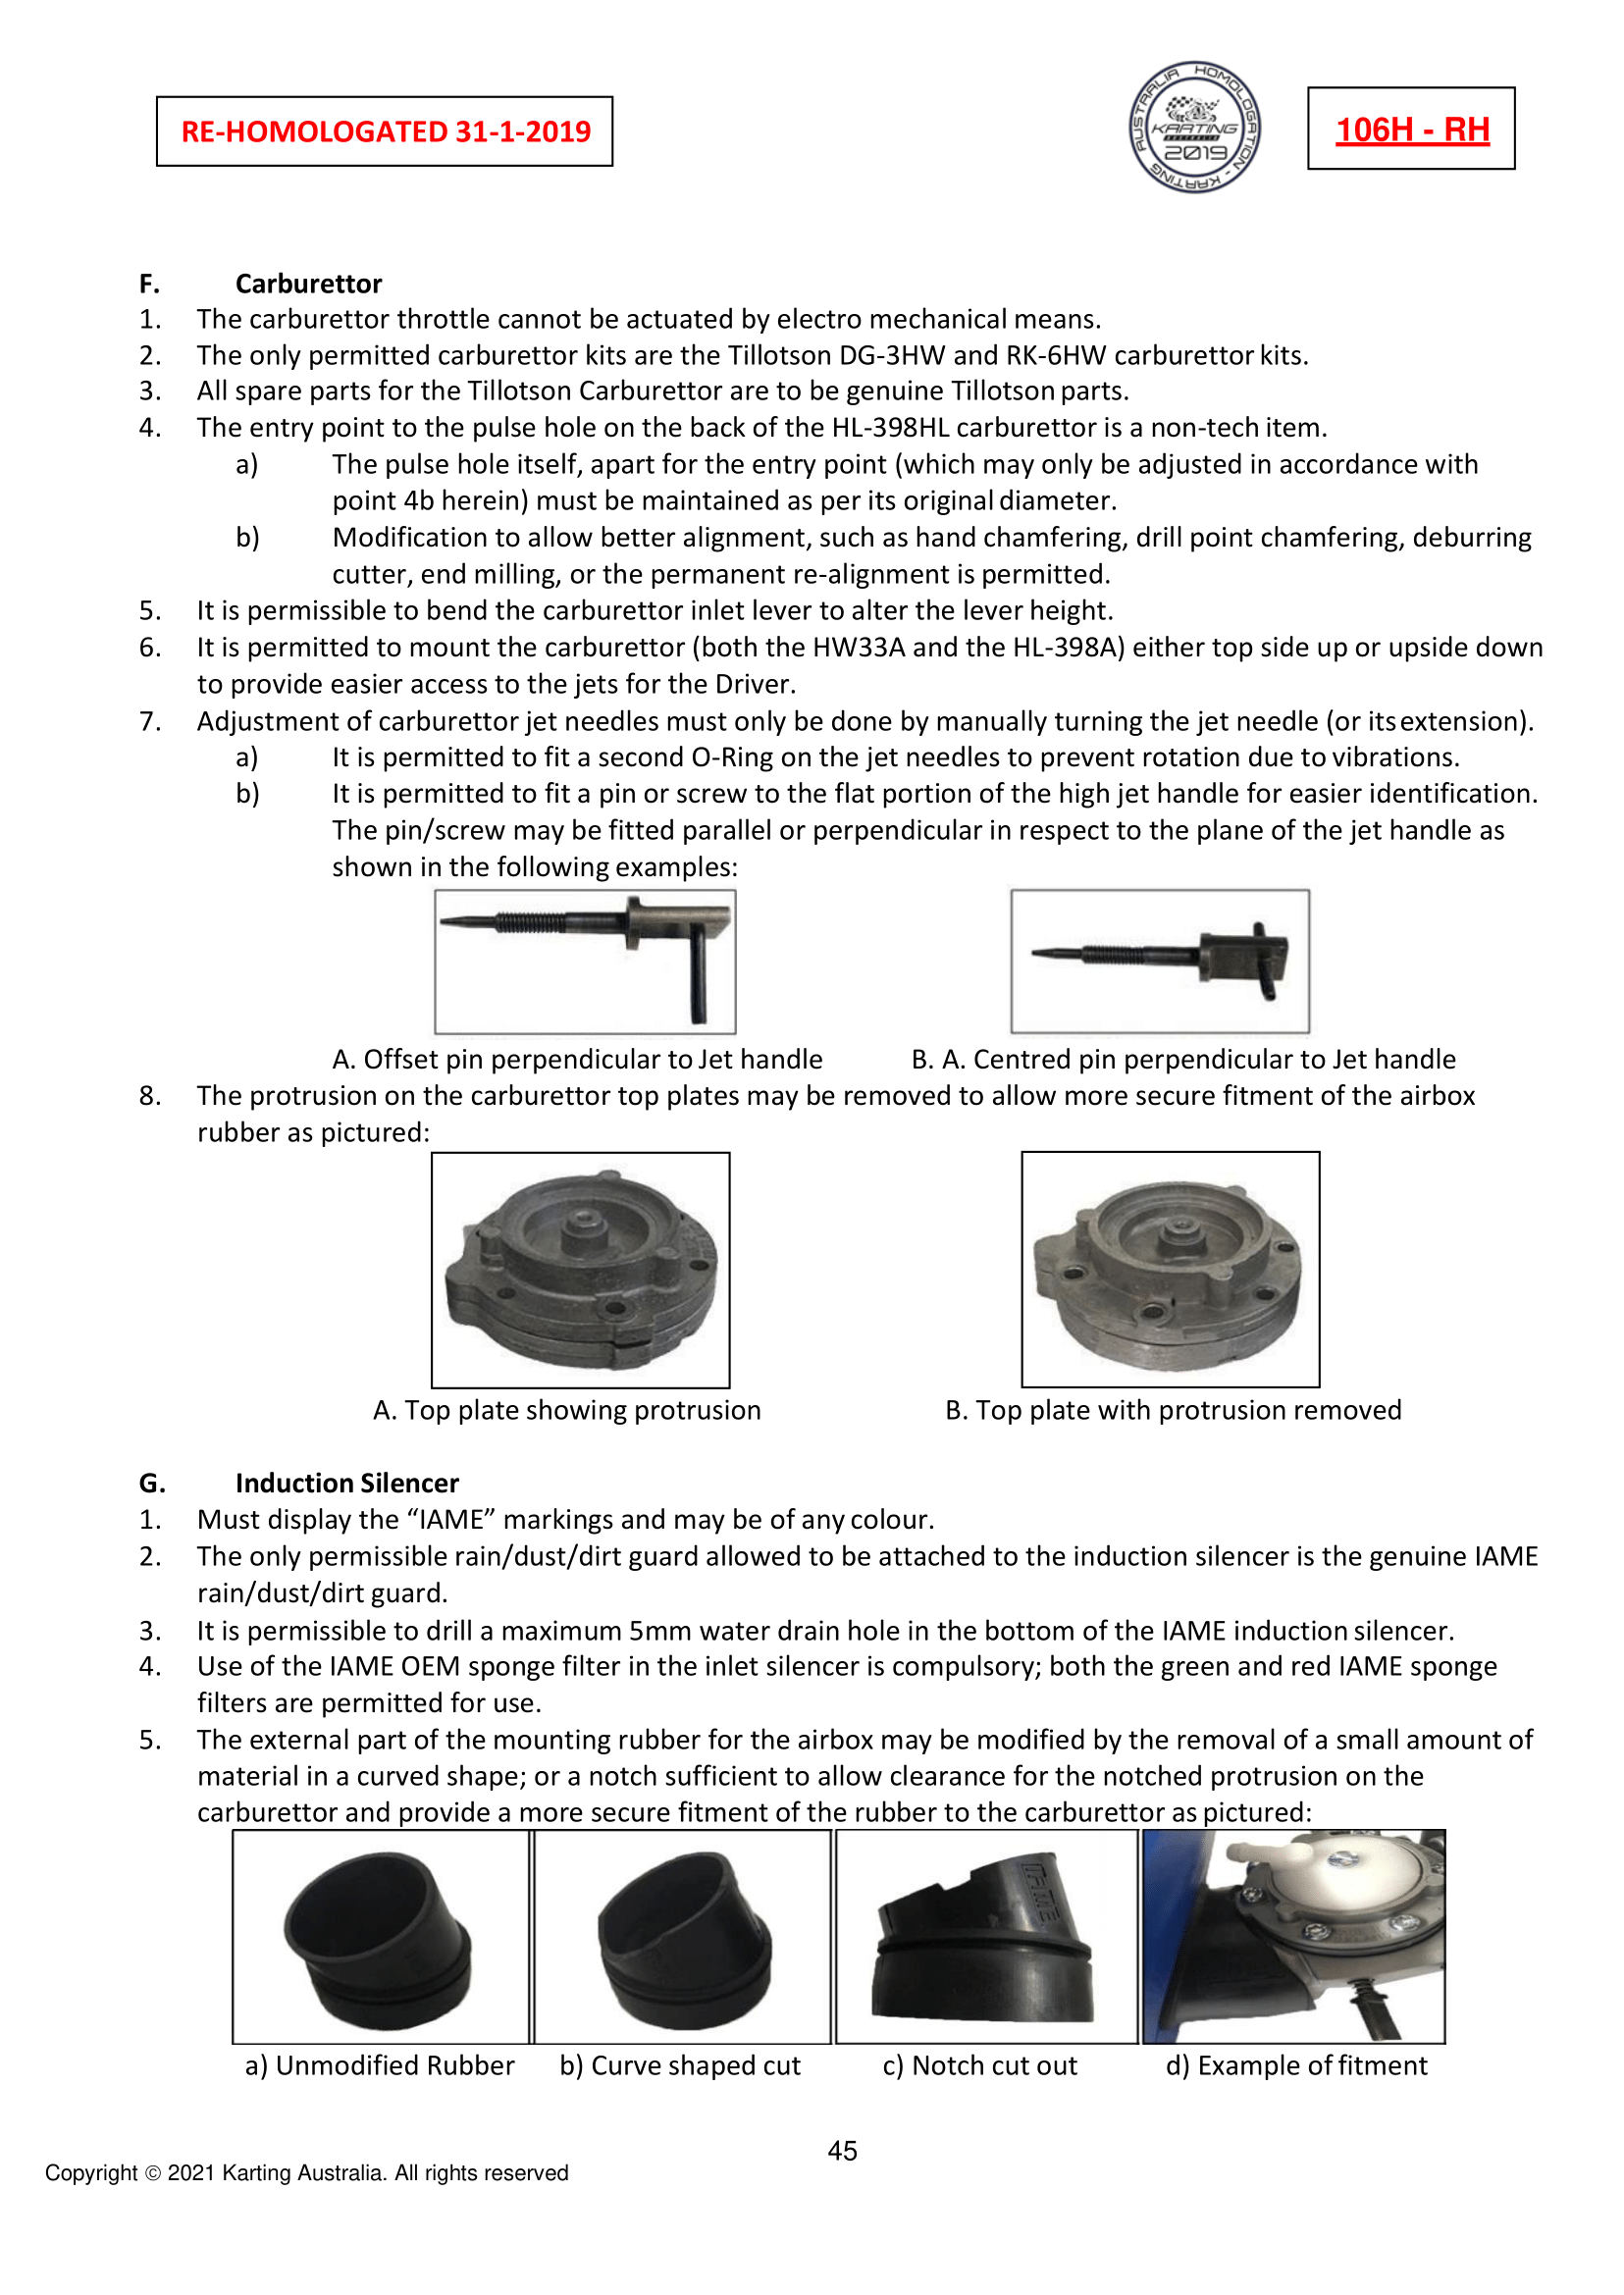 RE-HOMOLOGATED 31-1-2019
AUSTRALIA HOMOLOGATION - KARTING
KARTING
AUSTRALIA
2019
106H - RH
F. Carburettor
1. The carburettor throttle cannot be actuated by electro mechanical means.
2. The only permitted carburettor kits are the Tillotson DG-3HW and RK-6HW carburettor kits.
3. All spare parts for the Tillotson Carburettor are to be genuine Tillotson parts.
4. The entry point to the pulse hole on the back of the HL-398HL carburettor is a non-tech item.
a) The pulse hole itself, apart for the entry point (which may only be adjusted in accordance with
point 4b herein) must be maintained as per its original diameter.
b) Modification to allow better alignment, such as hand chamfering, drill point chamfering, deburring
cutter, end milling, or the permanent re-alignment is permitted.
5. It is permissible to bend the carburettor inlet lever to alter the lever height.
6. It is permitted to mount the carburettor (both the HW33A and the HL-398A) either top side up or upside down
to provide easier access to the jets for the Driver.
7. Adjustment of carburettor jet needles must only be done by manually turning the jet needle (or its extension).
a) It is permitted to fit a second O-Ring on the jet needles to prevent rotation due to vibrations.
b) It is permitted to fit a pin or screw to the flat portion of the high jet handle for easier identification.
The pin/screw may be fitted parallel or perpendicular in respect to the plane of the jet handle as
shown in the following examples:
A. Offset pin perpendicular to Jet handle B. A. Centred pin perpendicular to Jet handle
8. The protrusion on the carburettor top plates may be removed to allow more secure fitment of the airbox
rubber as pictured:
A. Top plate showing protrusion B. Top plate with protrusion removed
G. Induction Silencer
1. Must display the “IAME” markings and may be of any colour.
2. The only permissible rain/dust/dirt guard allowed to be attached to the induction silencer is the genuine IAME
rain/dust/dirt guard.
3. It is permissible to drill a maximum 5mm water drain hole in the bottom of the IAME induction silencer.
4. Use of the IAME OEM sponge filter in the inlet silencer is compulsory; both the green and red IAME sponge
filters are permitted for use.
5. The external part of the mounting rubber for the airbox may be modified by the removal of a small amount of
material in a curved shape; or a notch sufficient to allow clearance for the notched protrusion on the
carburettor and provide a more secure fitment of the rubber to the carburettor as pictured:
IAME
a) Unmodified Rubber b) Curve shaped cut c) Notch cut out d) Example of fitment
45
Copyright © 2021 Karting Australia. All rights reserved